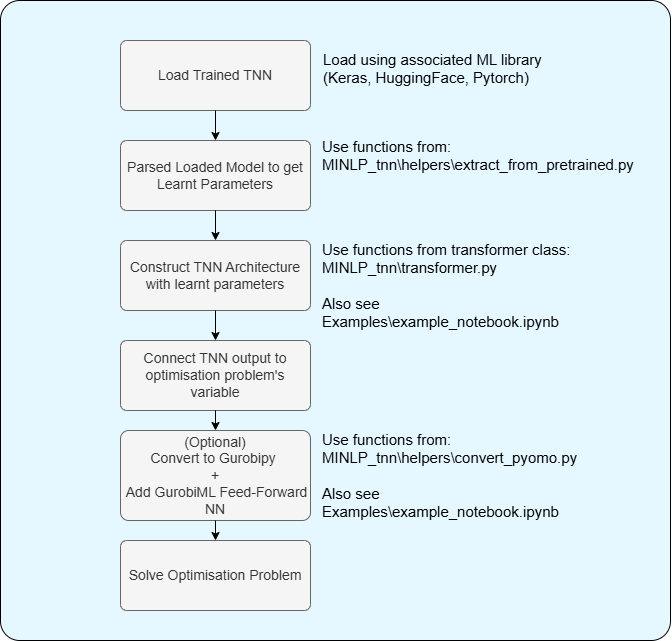 Load Trained TNN
Load using associated ML library
(Keras, HuggingFace, Pytorch)
Parsed Loaded Model to get
Learnt Parameters
Use functions from:
MINLP_tnn\helpers\extract_from_pretrained.py
Construct TNN Architecture
with learnt parameters
Use functions from transformer class:
MINLP_tnn\transformer.py
Also see
Examples\example_notebook.ipynb
Connect TNN output to
optimisation problem's
variable
(Optional)
Convert to Gurobipy
+
Add GurobiML Feed-Forward
NN
Use functions from:
MINLP_tnn\helpers\convert_pyomo.py
Also see
Examples\example_notebook.ipynb
Solve Optimisation Problem